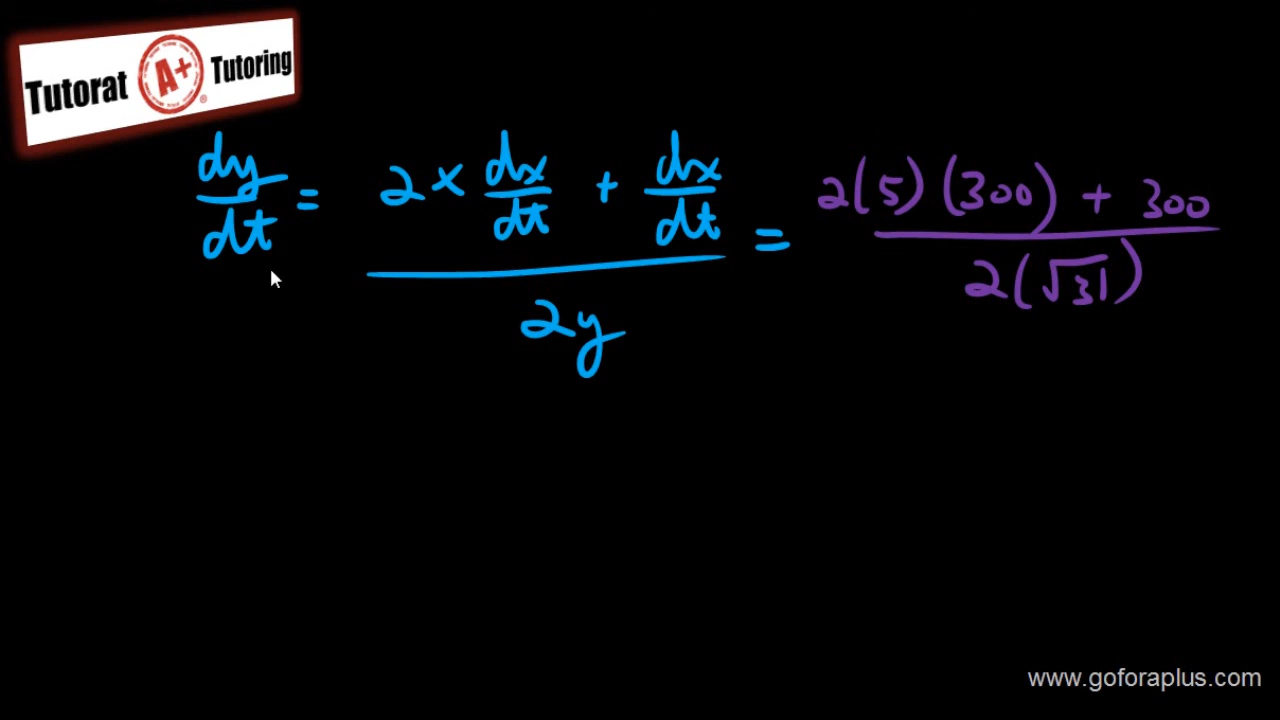 Tutorat A+ Tutoring
dy/dt = (2x dx/dt + dx/dt) / 2y = (2(5)(300) + 300) / 2(√31)
www.goforaplus.com